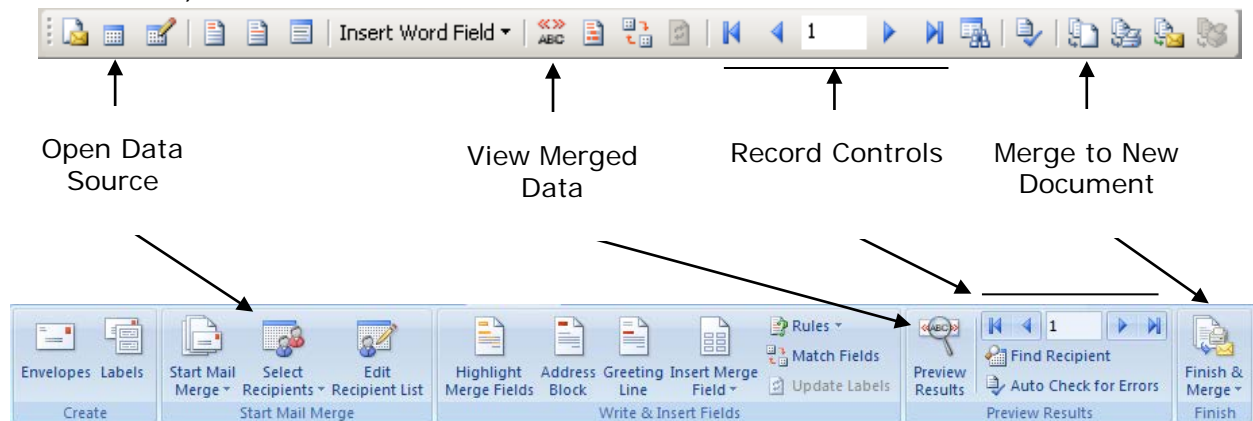 Insert Word Field
«» ABC
1
Open Data
Source
View Merged
Data
Record Controls
Merge to New
Document
Envelopes
Labels
Start Mail
Merge
Select
Recipients
Edit
Recipient List
Highlight
Merge Fields
Address
Block
Greeting
Line
Insert Merge
Field
Rules
Match Fields
Update Labels
«ABC»
Preview
Results
1
Find Recipient
Auto Check for Errors
Finish &
Merge
Create
Start Mail Merge
Write & Insert Fields
Preview Results
Finish